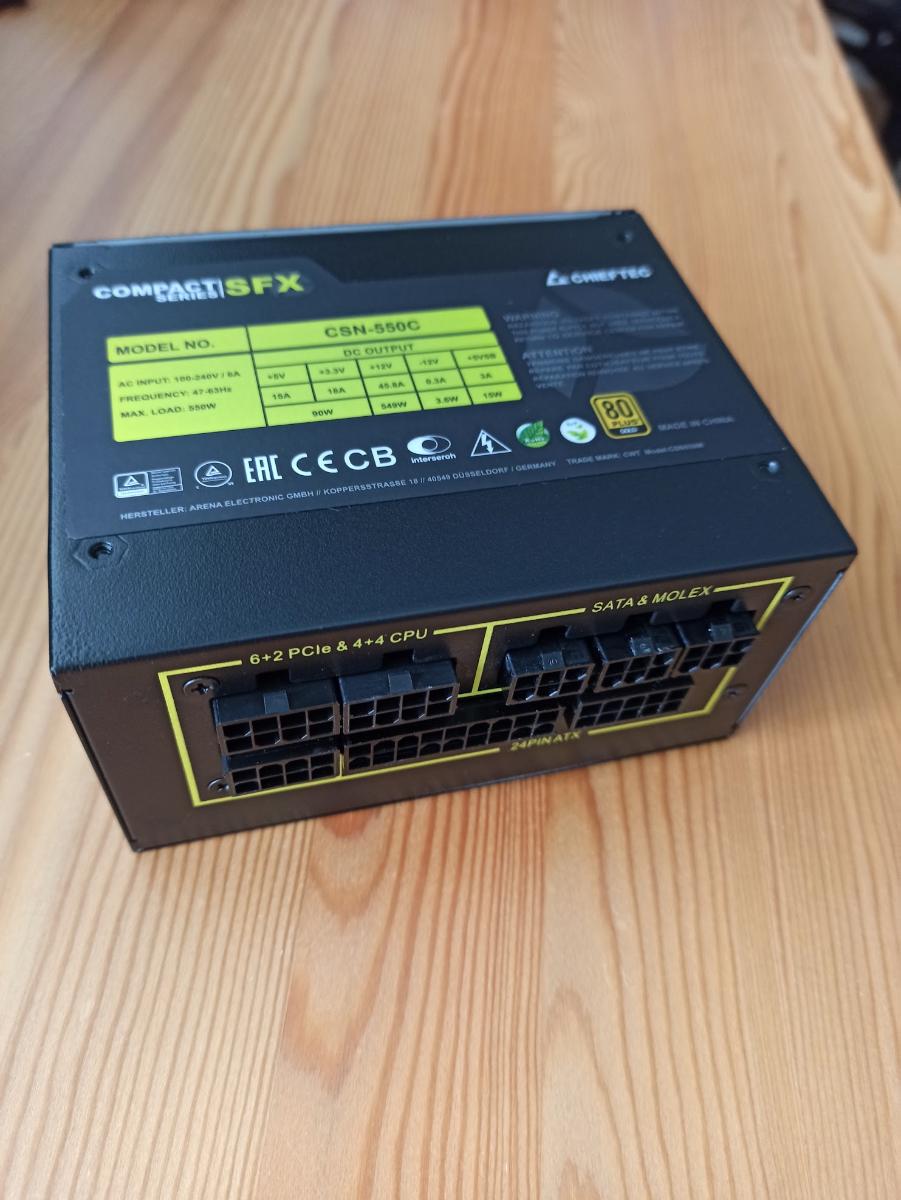 COMPACT SERIES SFX
CHIEFTEC
MODEL NO. CSN-550C
AC INPUT: 100-240V / 8A
FREQUENCY: 47-63Hz
MAX. LOAD: 550W
DC OUTPUT
+5V +3.3V +12V -12V +5VSB
15A 18A 45.8A 0.3A 3A
90W 549W 3.6W 15W
WARNING
ATTENTION
EAC CE CB
interseroh
RoHS
80
PLUS
GOLD
MADE IN CHINA
HERSTELLER: ARENA ELECTRONIC GMBH // KOPPERSSTRASSE 18 // 40549 DÜSSELDORF / GERMANY TRADE MARK: CWT
6+2 PCIe & 4+4 CPU
SATA & MOLEX
24PIN ATX